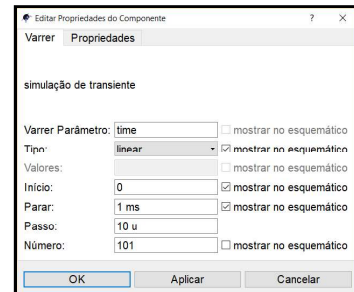 Editar Propriedades do Componente ? ×
Varrer Propriedades
simulação de transiente
Varrer Parâmetro: time mostrar no esquemático
Tipo: linear mostrar no esquemático
Valores: mostrar no esquemático
Início: 0 mostrar no esquemático
Parar: 1 ms mostrar no esquemático
Passo: 10 u
Número: 101 mostrar no esquemático
OK Aplicar Cancelar